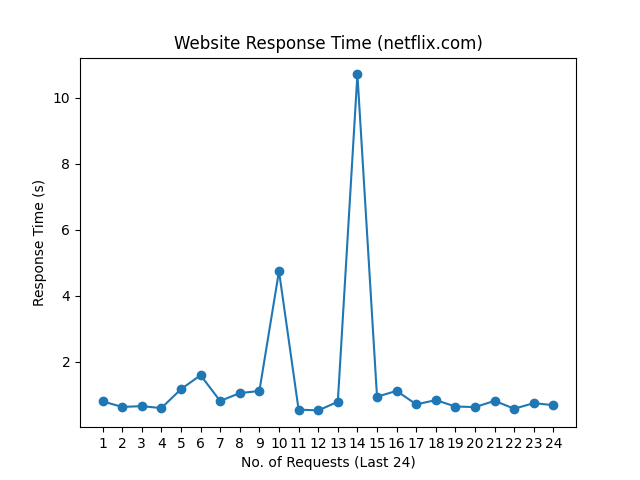 Website Response Time (netflix.com)
Response Time (s)
10
8
6
4
2
1 2 3 4 5 6 7 8 9 10 11 12 13 14 15 16 17 18 19 20 21 22 23 24
No. of Requests (Last 24)